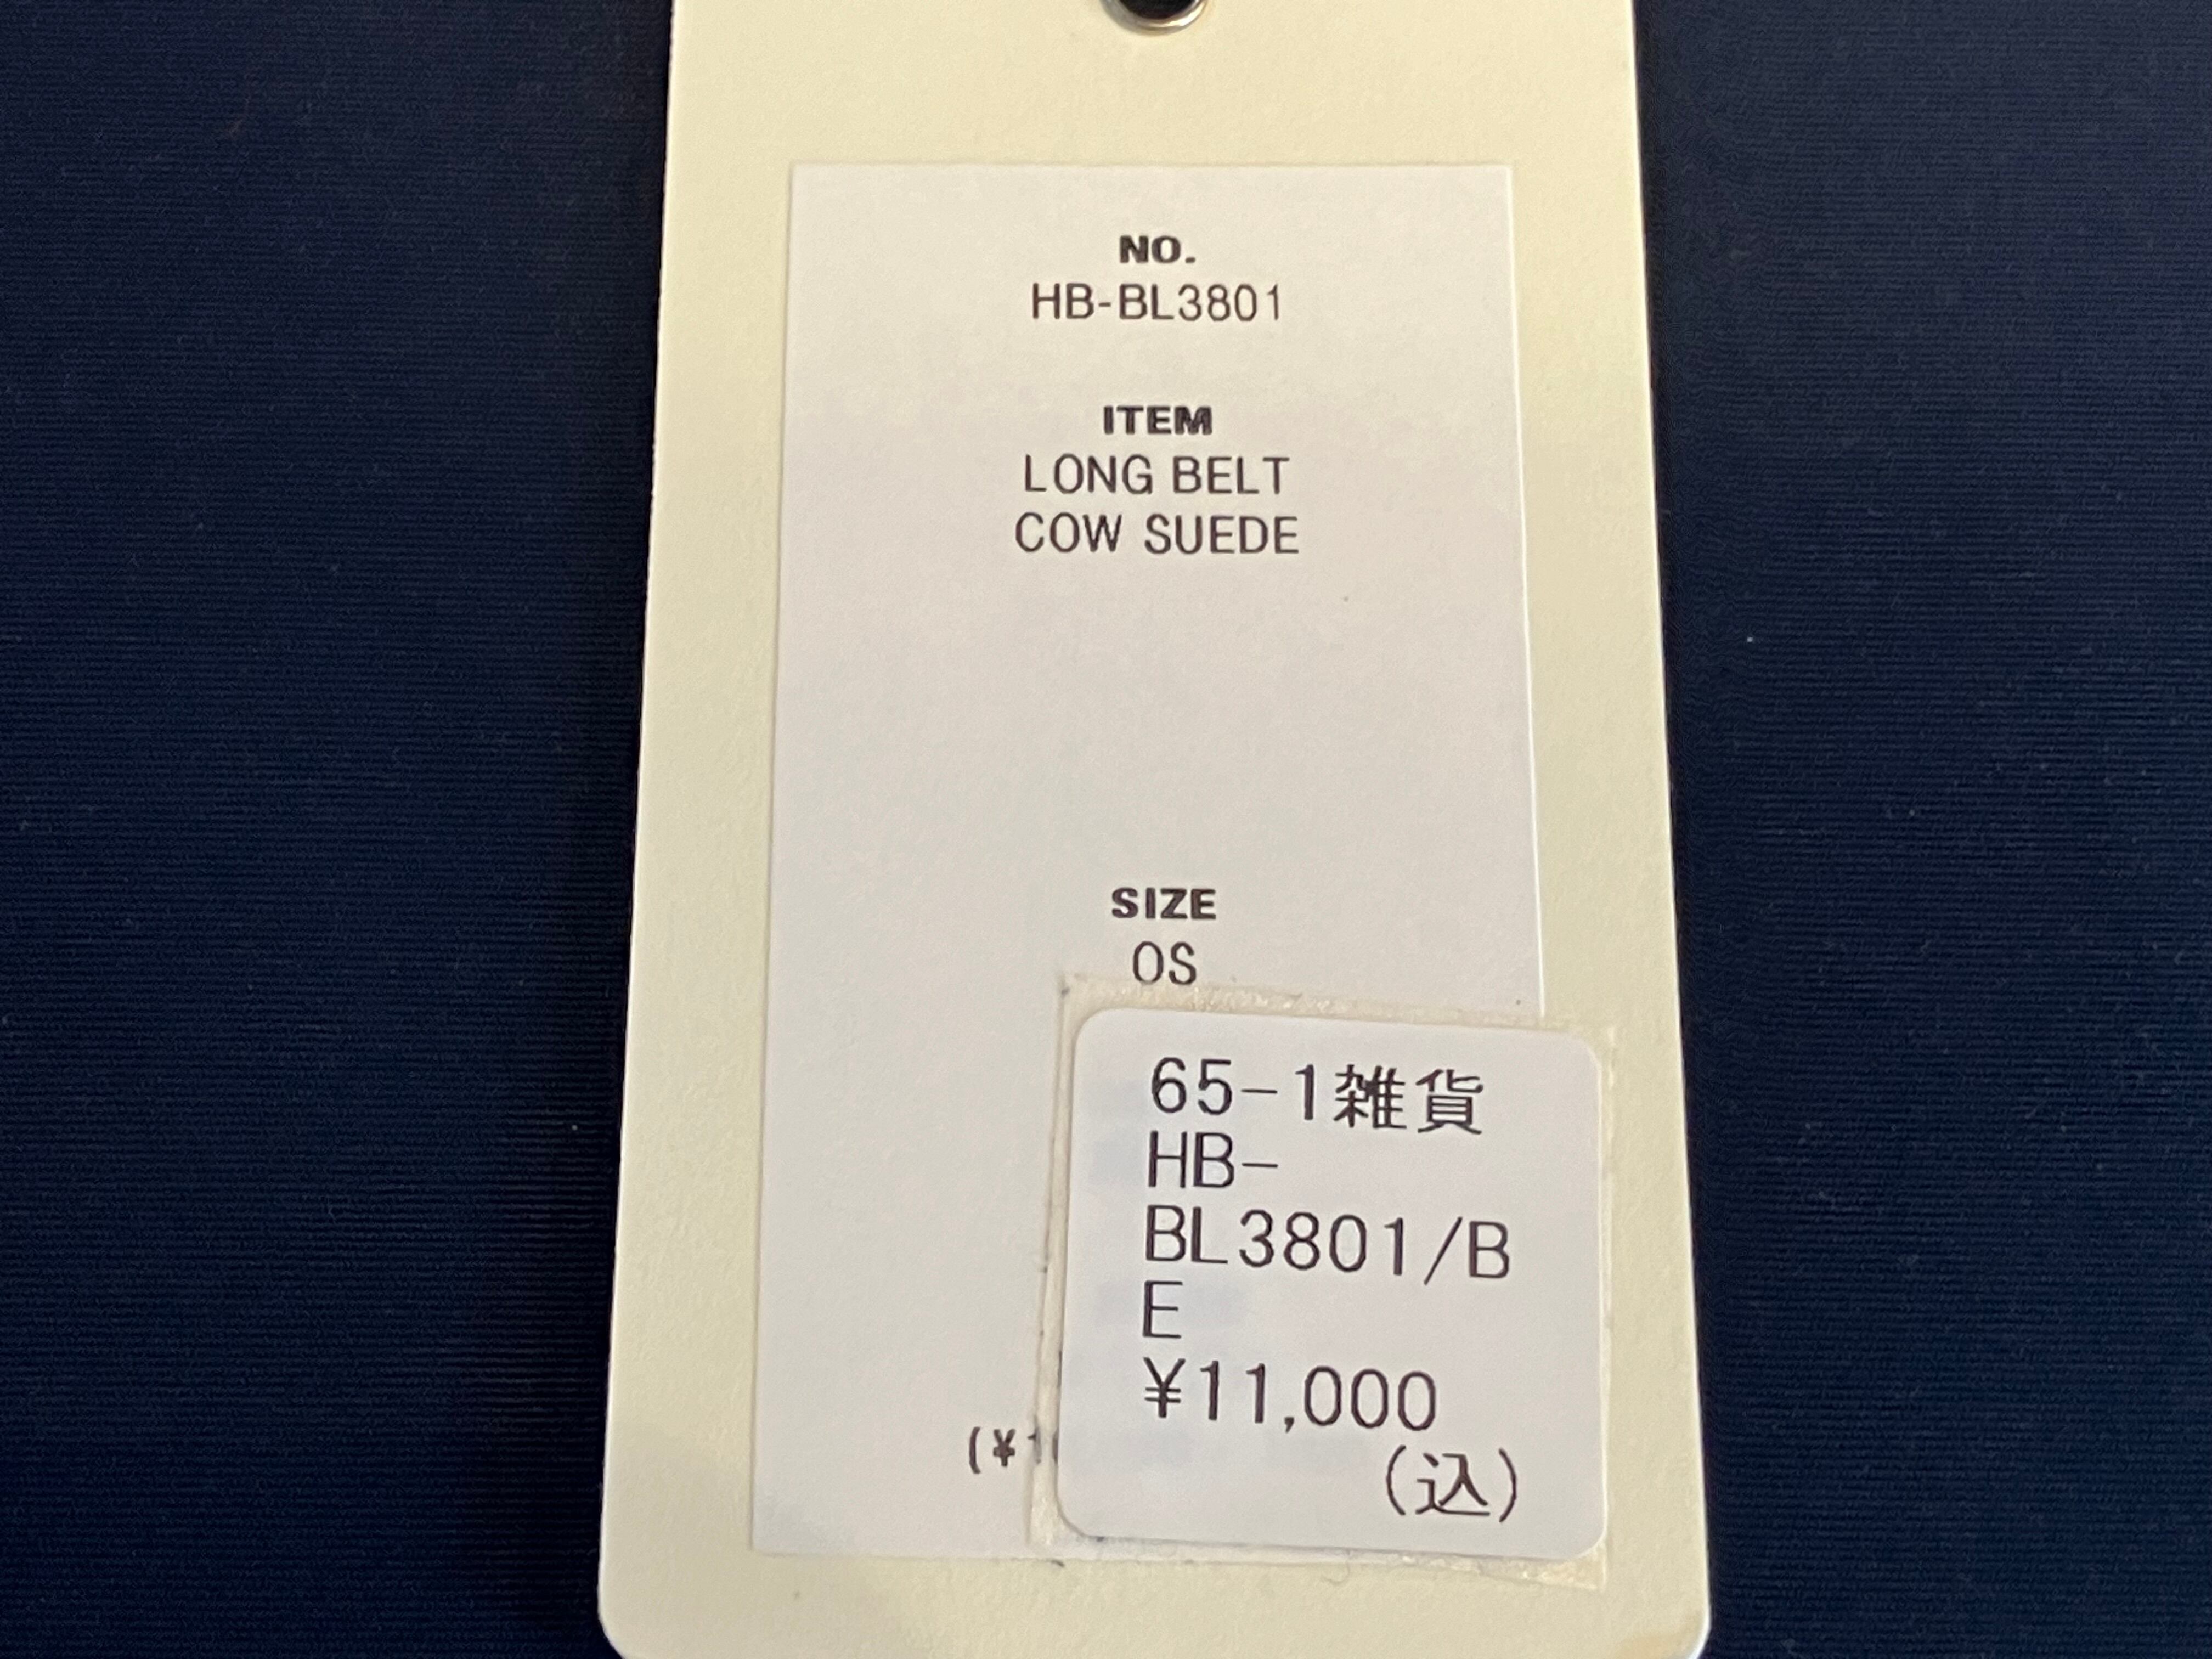 NO.
HB-BL3801
ITEM
LONG BELT
COW SUEDE
SIZE
OS
65-1雑貨
HB-
BL3801/B
E
¥11,000
(込)
(¥1